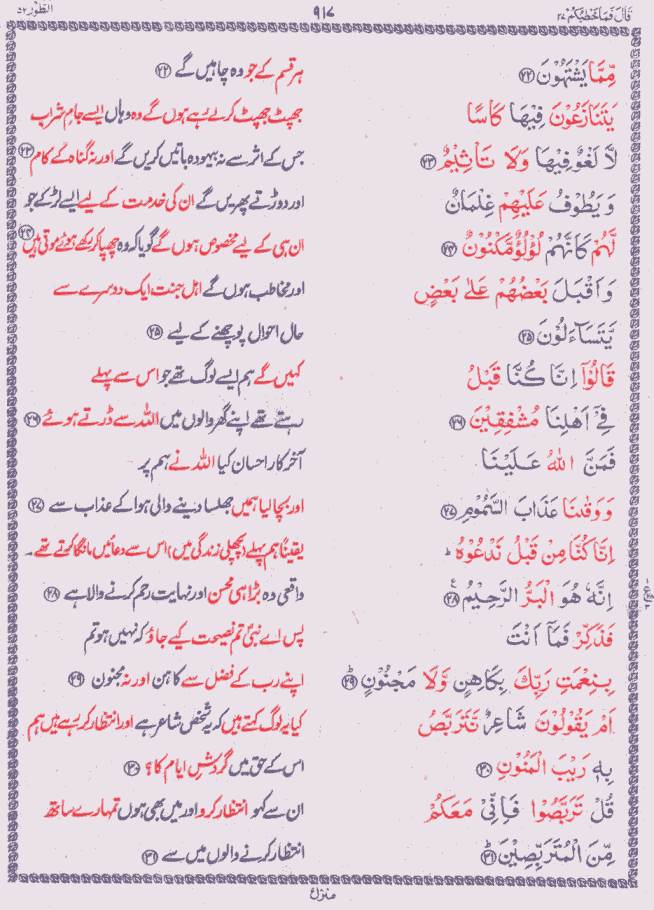 قَالَ فَمَا خَطْبُكُمْ ٢٧
٩١٧
الطُّوْر ٥٢
مِّمَّا يَشْتَهُوْنَ ﴿٢٢﴾
ہر قسم کے جو وہ چاہیں گے ﴿٢٢﴾
يَتَنَازَعُوْنَ فِيْهَا كَاْسًا
جھپٹ جھپٹ کر لے رہے ہوں گے وہ وہاں ایسے جامِ شراب
لَّا لَغْوٌ فِيْهَا وَلَا تَاْثِيْمٌ ﴿٢٣﴾
جس کے اثر سے نہ بیہودہ باتیں کریں گے اور نہ گناہ کے کام ﴿٢٣﴾
وَيَطُوْفُ عَلَيْهِمْ غِلْمَانٌ
اور دوڑتے پھریں گے ان کی خدمت کے لیے ایسے لڑکے جو
لَّهُمْ كَاَنَّهُمْ لُؤْلُؤٌ مَّكْنُوْنٌ ﴿٢٤﴾
ان ہی کے لیے مخصوص ہوں گے گویا کہ وہ چھپا کر رکھے ہوئے موتی ہیں ﴿٢٤﴾
وَاَقْبَلَ بَعْضُهُمْ عَلٰى بَعْضٍ
اور مخاطب ہوں گے اہلِ جنت ایک دوسرے سے
يَّتَسَآءَلُوْنَ ﴿٢٥﴾
حال احوال پوچھنے کے لیے ﴿٢٥﴾
قَالُوْٓا اِنَّا كُنَّا قَبْلُ
کہیں گے ہم ایسے لوگ تھے جو اس سے پہلے
فِيْٓ اَهْلِنَا مُشْفِقِيْنَ ﴿٢٦﴾
رہتے تھے اپنے گھر والوں میں اللہ سے ڈرتے ہوئے ﴿٢٦﴾
فَمَنَّ اللّٰهُ عَلَيْنَا
آخر کار احسان کیا اللہ نے ہم پر
وَوَقٰىنَا عَذَابَ السَّمُوْمِ ﴿٢٧﴾
اور بچا لیا ہمیں جھلسا دینے والی ہوا کے عذاب سے ﴿٢٧﴾
اِنَّا كُنَّا مِنْ قَبْلُ نَدْعُوْهُ ؕ
یقیناً ہم پہلے (پچھلی زندگی میں) اس سے دعائیں مانگا کرتے تھے۔
اِنَّهٗ هُوَ الْبَرُّ الرَّحِيْمُ ﴿٢٨﴾
واقعی وہ بڑا ہی محسن اور نہایت رحم کرنے والا ہے ﴿٢٨﴾
فَذَكِّرْ فَمَآ اَنْتَ
پس اے نبیؐ تم نصیحت کیے جاؤ کہ نہیں ہو تم
بِنِعْمَتِ رَبِّكَ بِكَاهِنٍ وَّلَا مَجْنُوْنٍ ﴿٢٩﴾
اپنے رب کے فضل سے کاہن اور نہ مجنون ﴿٢٩﴾
اَمْ يَقُوْلُوْنَ شَاعِرٌ نَّتَرَبَّصُ
کیا یہ لوگ کہتے ہیں کہ یہ شخص شاعر ہے اور انتظار کر رہے ہیں ہم
بِهٖ رَيْبَ الْمَنُوْنِ ﴿٣٠﴾
اس کے حق میں گردشِ ایام کا؟ ﴿٣٠﴾
قُلْ تَرَبَّصُوْا فَاِنِّيْ مَعَكُمْ
ان سے کہو انتظار کرو اور میں بھی ہوں تمہارے ساتھ
مِّنَ الْمُتَرَبِّصِيْنَ ﴿٣١﴾
انتظار کرنے والوں میں سے ﴿٣١﴾
منزل